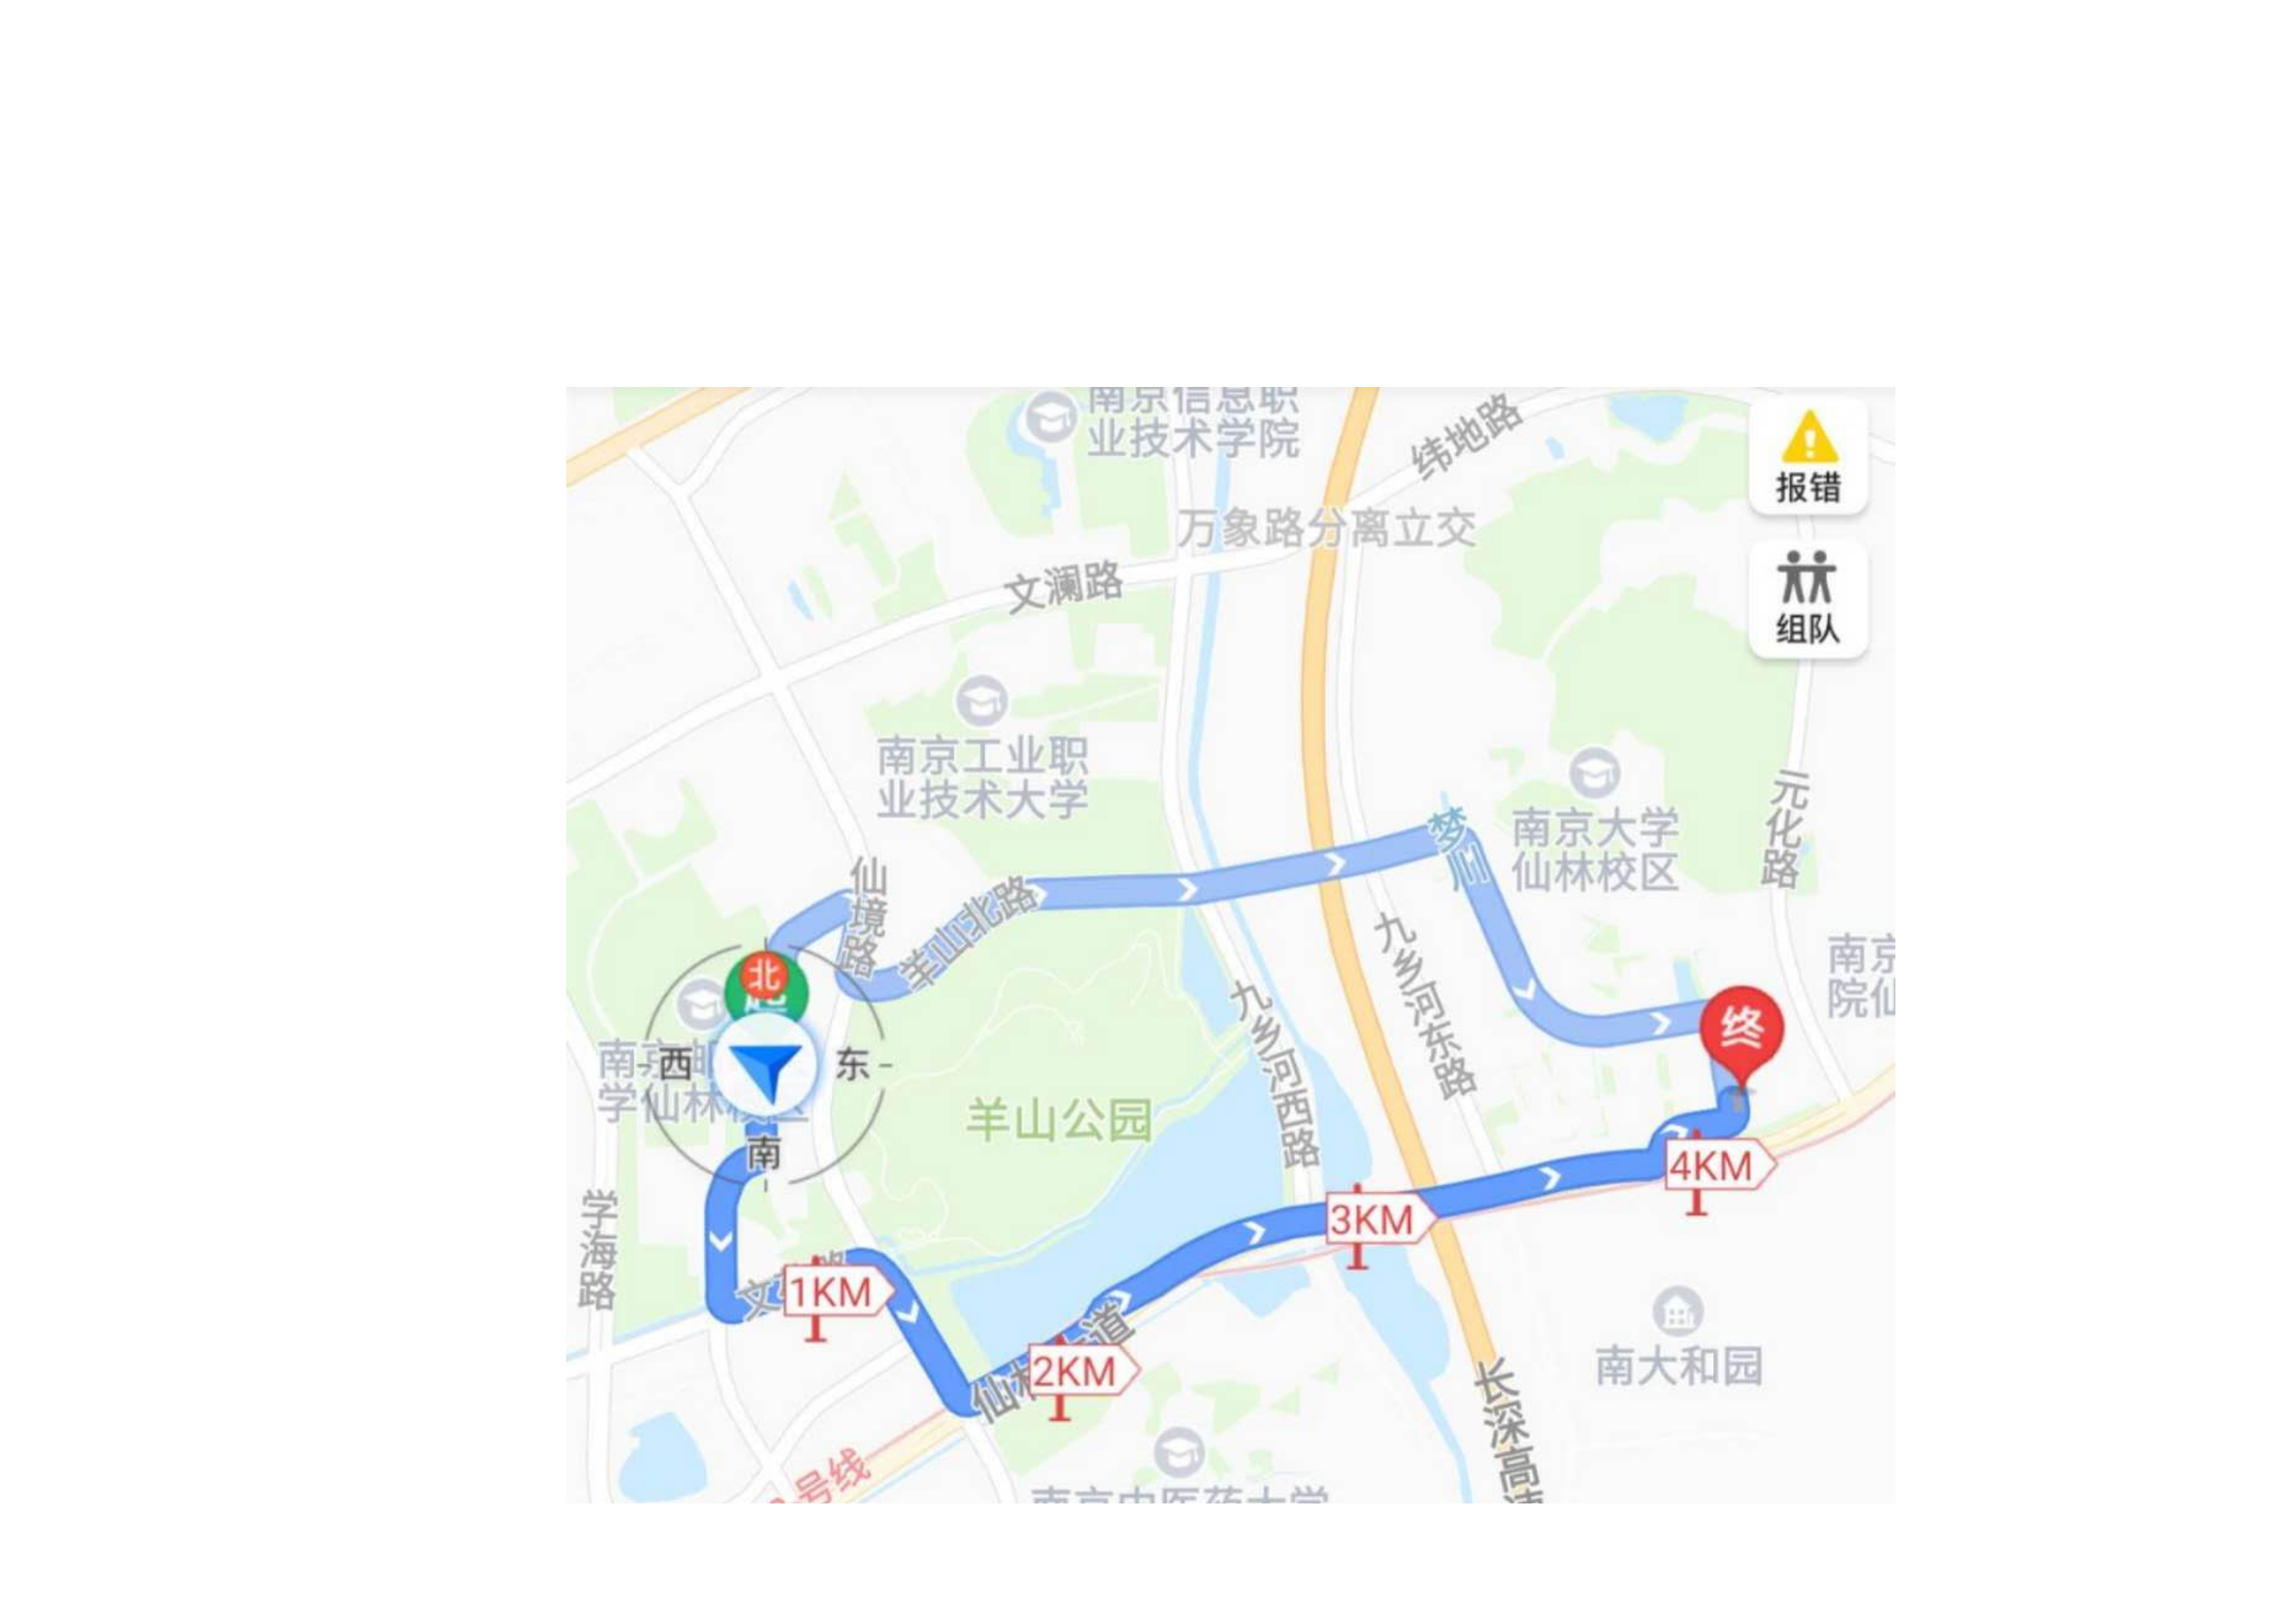 南京信息职
业技术学院
纬地路
报错
万象路分离立交
文澜路
组队
南京工业职
业技术大学
元化路
梦川
南京大学
仙林校区
仙境路
羊山北路
九乡河东路
南京
院仙
北
终
九乡河西路
西
东
南京邮
学仙林校区
羊山公园
南
学海路
4KM
3KM
1KM
2KM
仙林大道
南大和园
长深高速
号线
南京中医药大学